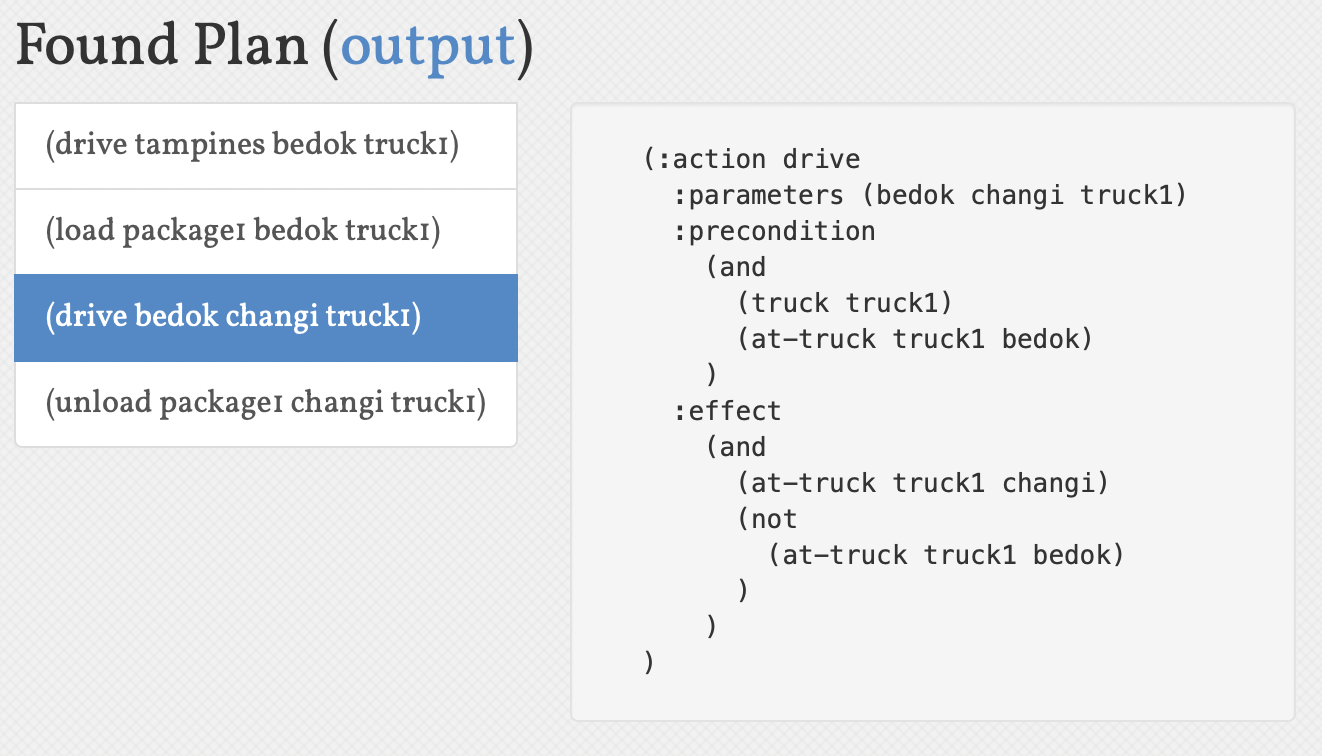 Found Plan (output)
(drive tampines bedok truck1)
(load package1 bedok truck1)
(drive bedok changi truck1)
(unload package1 changi truck1)
(:action drive
  :parameters (bedok changi truck1)
  :precondition
    (and
      (truck truck1)
      (at-truck truck1 bedok)
    )
  :effect
    (and
      (at-truck truck1 changi)
      (not
        (at-truck truck1 bedok)
      )
    )
)